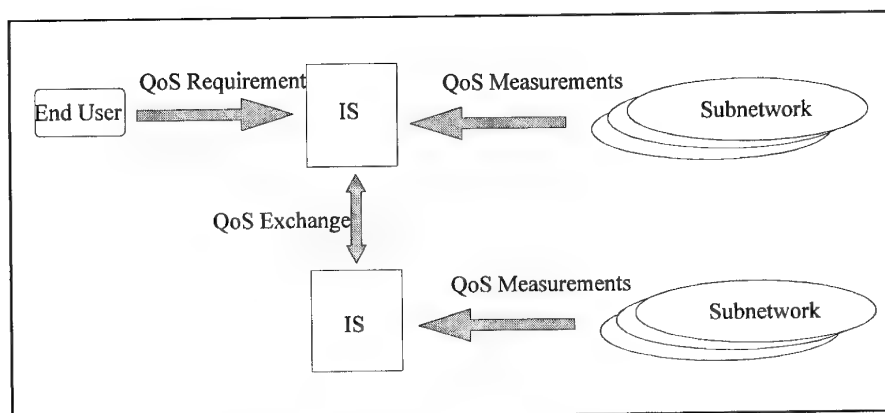 QoS Requirement
QoS Measurements
End User
IS
Subnetwork
QoS Exchange
QoS Measurements
IS
Subnetwork